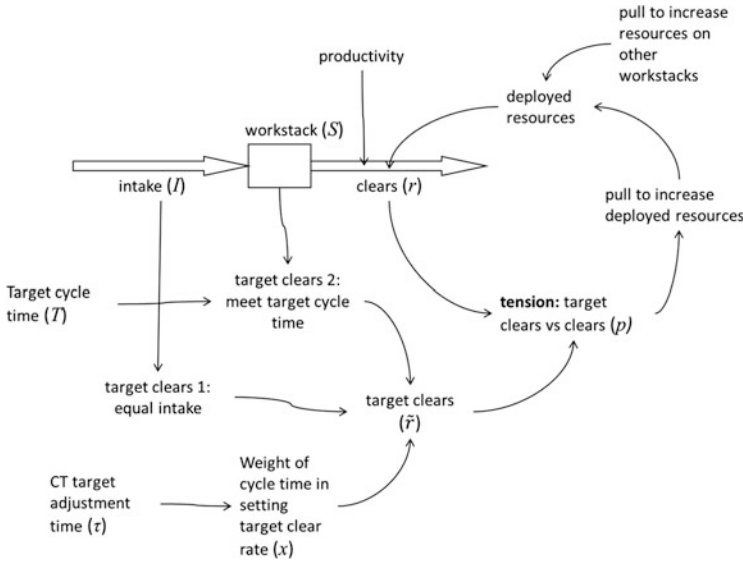 pull to increase
resources on
other
workstacks
productivity
deployed
resources
workstack (S)
intake (I)
clears (r)
pull to increase
deployed resources
target clears 2:
meet target cycle
time
Target cycle
time (T)
tension: target
clears vs clears (p)
target clears 1:
equal intake
target clears
(r̃)
CT target
adjustment
time (τ)
Weight of
cycle time in
setting
target clear
rate (x)